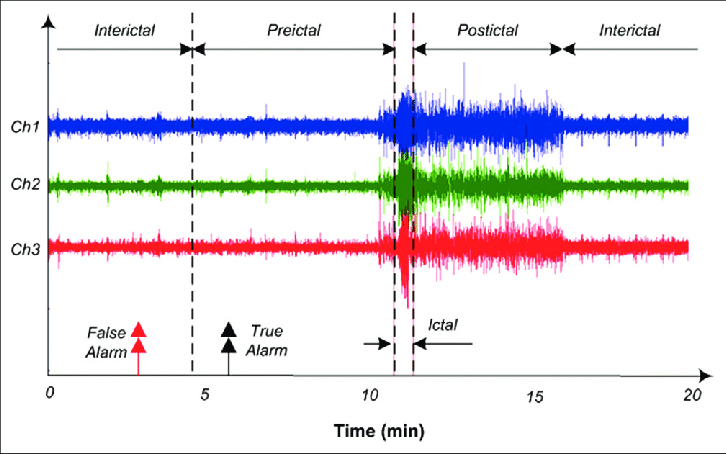 Interictal Preictal Postictal Interictal
Ch1
Ch2
Ch3
False True
Alarm Alarm
Ictal
0 5 10 15 20
Time (min)